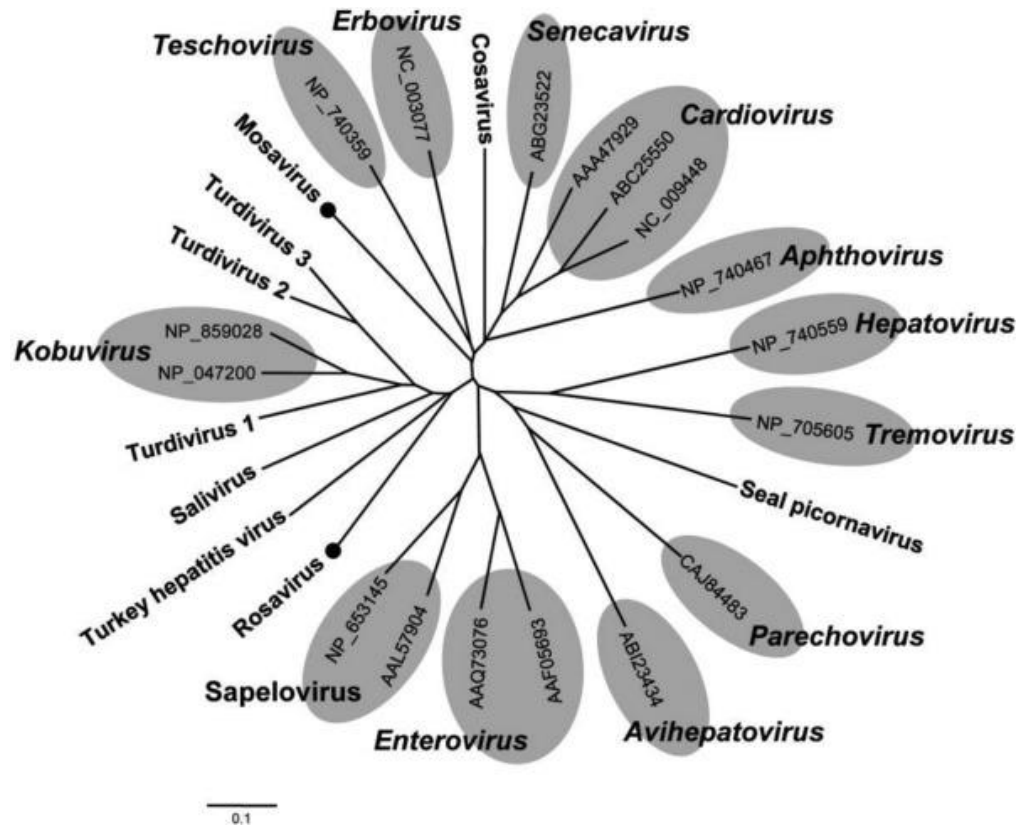 Erbovirus
Senecavirus
Teschovirus
NC_003077
Cosavirus
ABG23522
NP_740359
Cardiovirus
AAA47929
ABC25550
NC_009448
Mosavirus
Turdivirus 3
Turdivirus 2
NP_740467
Aphthovirus
NP_859028
Kobuvirus
NP_047200
NP_740559
Hepatovirus
Turdivirus 1
NP_705605
Tremovirus
Salivirus
Seal picornavirus
Turkey hepatitis virus
Rosavirus
CAJ84483
Parechovirus
NP_653145
AAL57904
Sapelovirus
AAQ73076
AAF05693
Enterovirus
ABI23434
Avihepatovirus
0.1